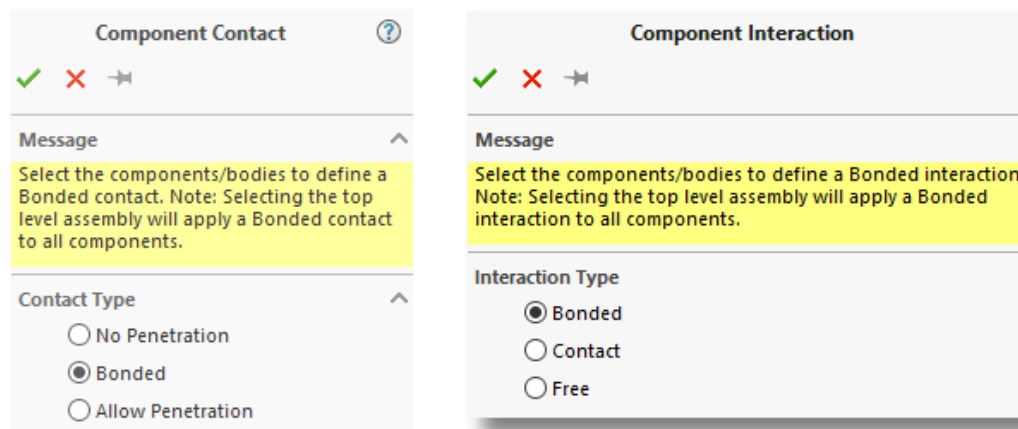 Component Contact
Message
Select the components/bodies to define a
Bonded contact. Note: Selecting the top
level assembly will apply a Bonded contact
to all components.
Contact Type
No Penetration
Bonded
Allow Penetration
Component Interaction
Message
Select the components/bodies to define a Bonded interaction
Note: Selecting the top level assembly will apply a Bonded
interaction to all components.
Interaction Type
Bonded
Contact
Free